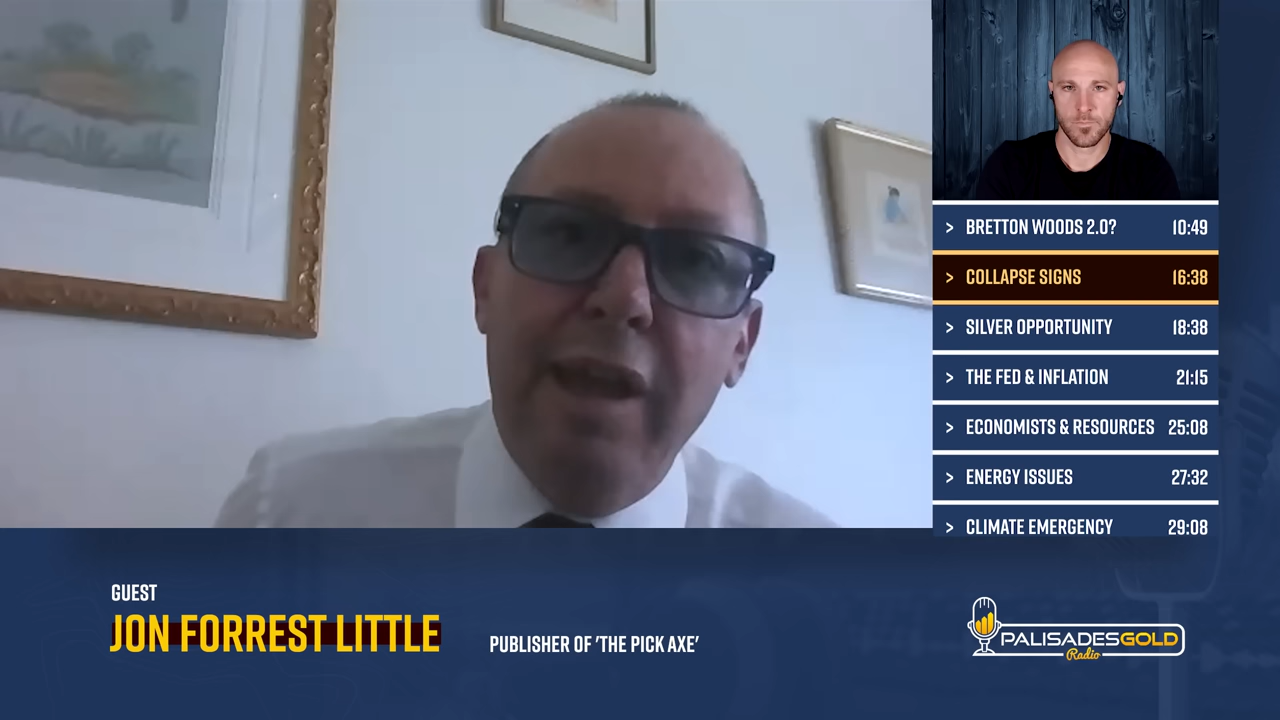 > BRETTON WOODS 2.0? 10:49
> COLLAPSE SIGNS 16:38
> SILVER OPPORTUNITY 18:38
> THE FED & INFLATION 21:15
> ECONOMISTS & RESOURCES 25:08
> ENERGY ISSUES 27:32
> CLIMATE EMERGENCY 29:08
GUEST
JON FORREST LITTLE
PUBLISHER OF 'THE PICK AXE'
PALISADESGOLD
Radio